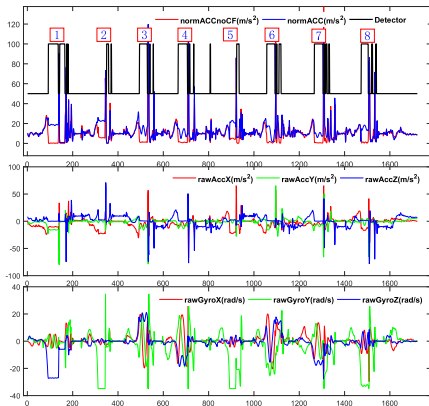 normACCnoCF(m/s²) normACC(m/s²) Detector
1 2 3 4 5 6 7 8
100
80
60
40
20
0
0 200 400 600 800 1000 1200 1400 1600
rawAccX(m/s²) rawAccY(m/s²) rawAccZ(m/s²)
100
50
0
-50
-100
0 200 400 600 800 1000 1200 1400 1600
rawGyroX(rad/s) rawGyroY(rad/s) rawGyroZ(rad/s)
40
20
0
-20
-40
0 200 400 600 800 1000 1200 1400 1600